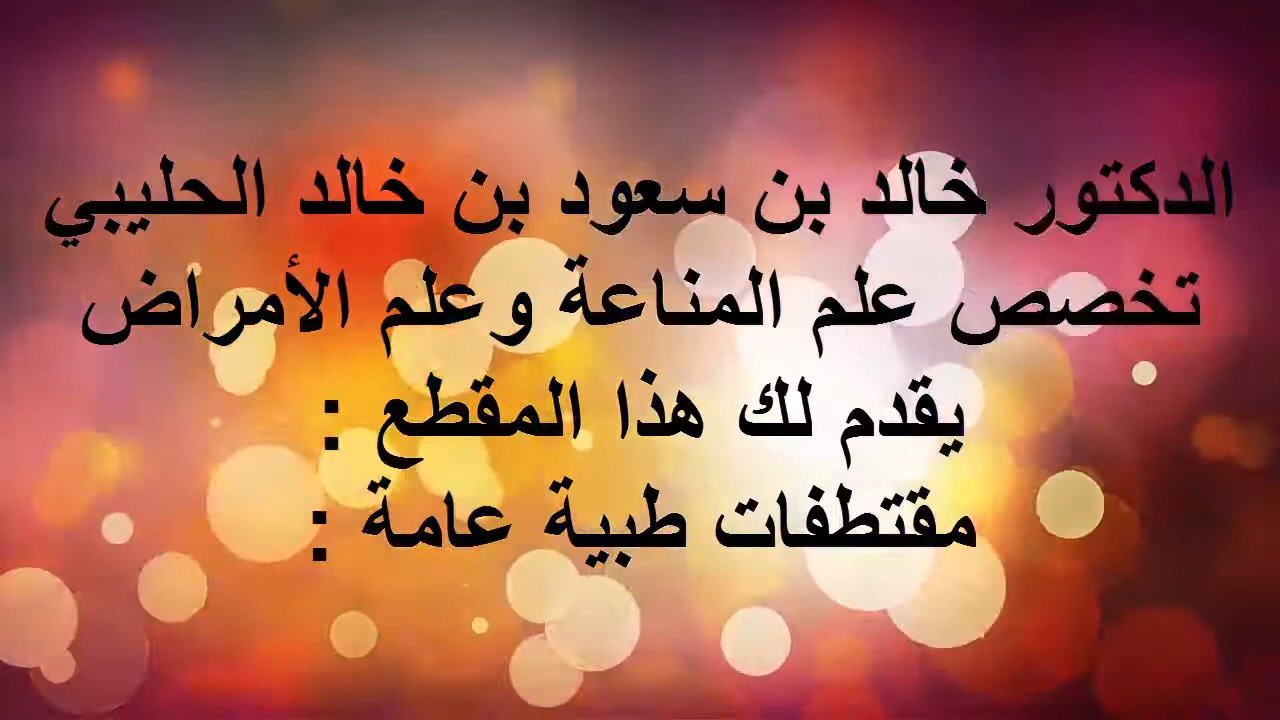 الدكتور خالد بن سعود بن خالد الحليبي
تخصص علم المناعة وعلم الأمراض
يقدم لك هذا المقطع :
مقتطفات طبية عامة :